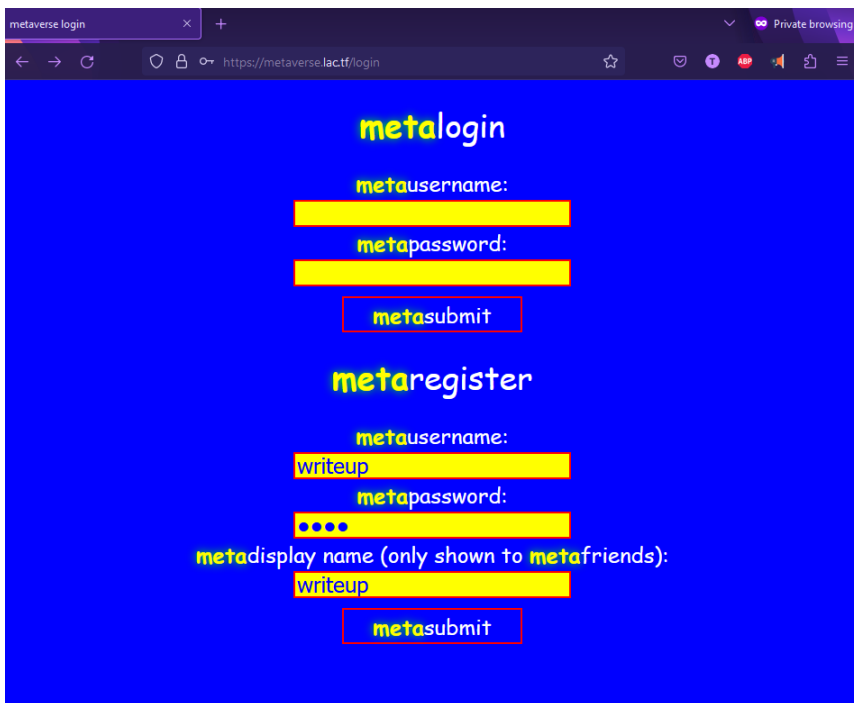 metaverse login
Private browsing
https://metaverse.lac.tf/login
T
ABP
metalogin
metausername:
metapassword:
metasubmit
metaregister
metausername:
writeup
metapassword:
metadisplay name (only shown to metafriends):
writeup
metasubmit